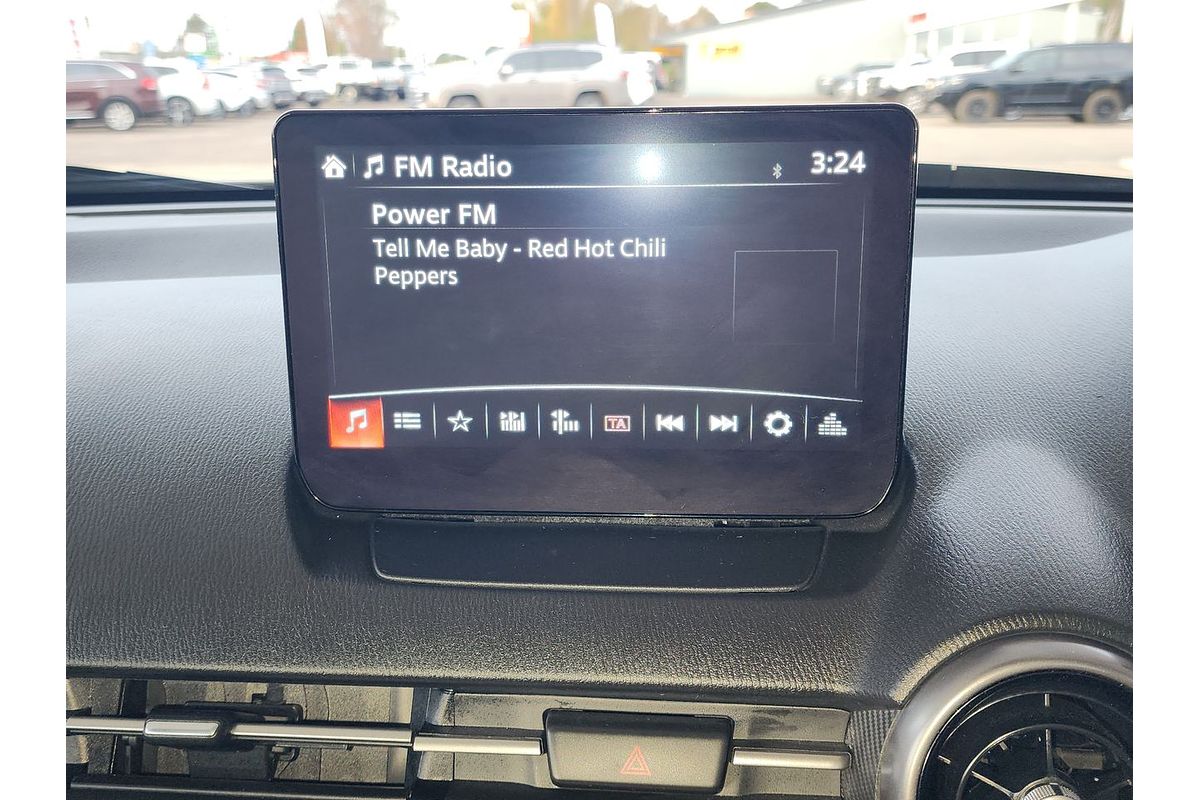 FM Radio
3:24
Power FM
Tell Me Baby - Red Hot Chili
Peppers
TA